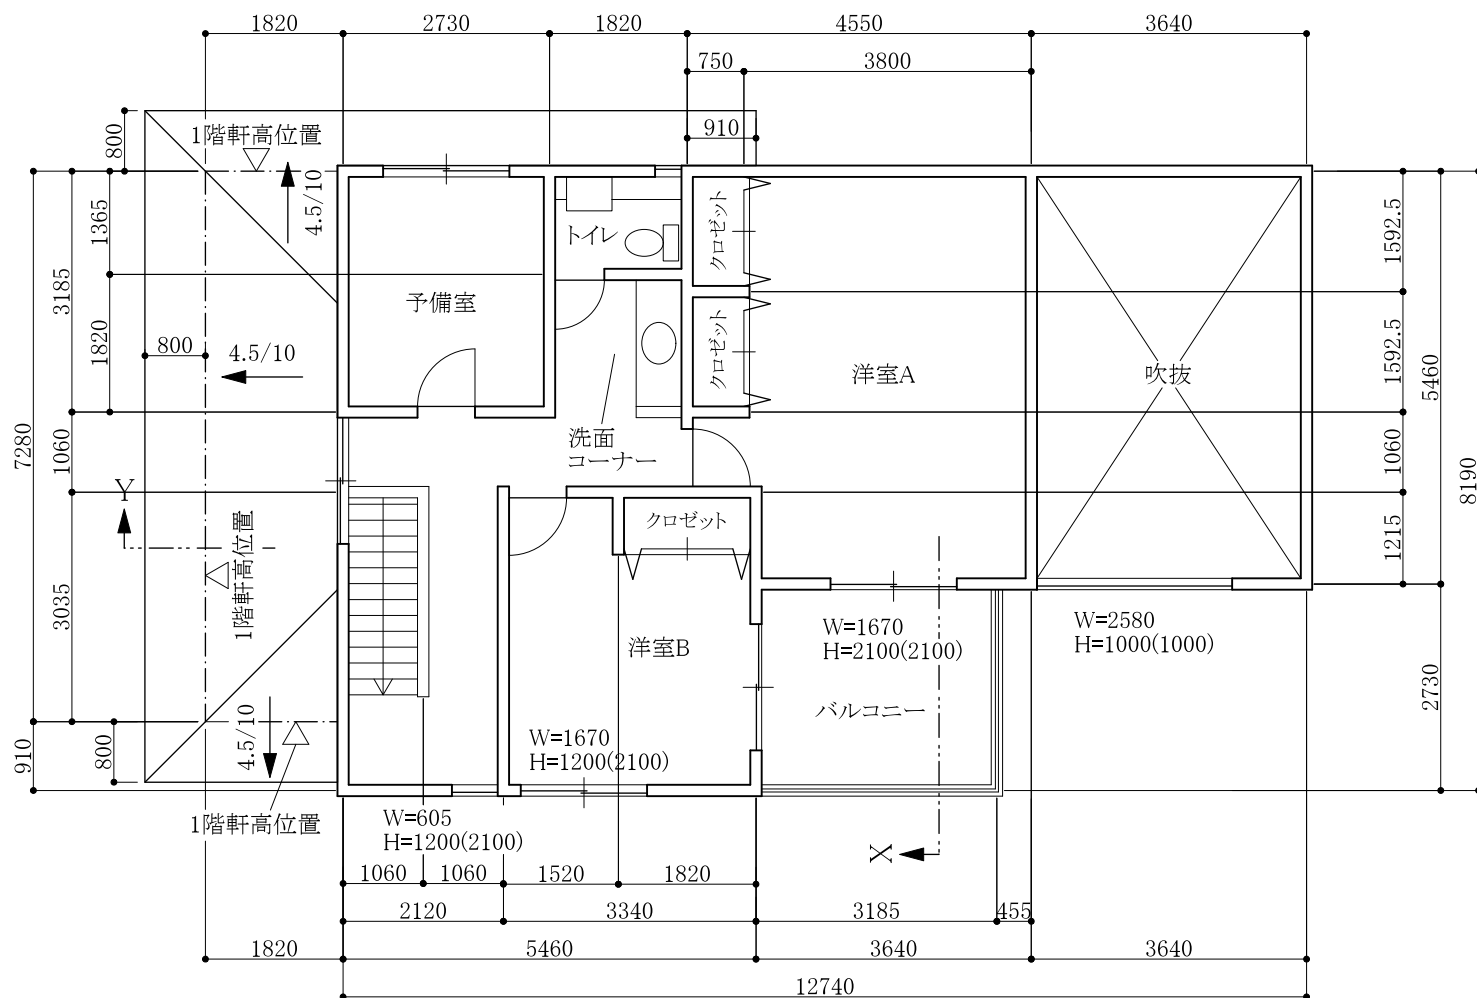 1820
2730
1820
4550
3640
750
3800
910
800
1階軒高位置
4.5/10
1365
3185
1820
トイレ
クロゼット
1592.5
予備室
800
4.5/10
クロゼット
洋室A
吹抜
1592.5
5460
洗面
コーナー
7280
1060
1060
8190
Y
1階軒高位置
クロゼット
1215
3035
洋室B
W=1670
H=2100(2100)
W=2580
H=1000(1000)
バルコニー
2730
910
800
4.5/10
W=1670
H=1200(2100)
1階軒高位置
W=605
H=1200(2100)
X
1060
1060
1520
1820
2120
3340
3185
455
1820
5460
3640
3640
12740